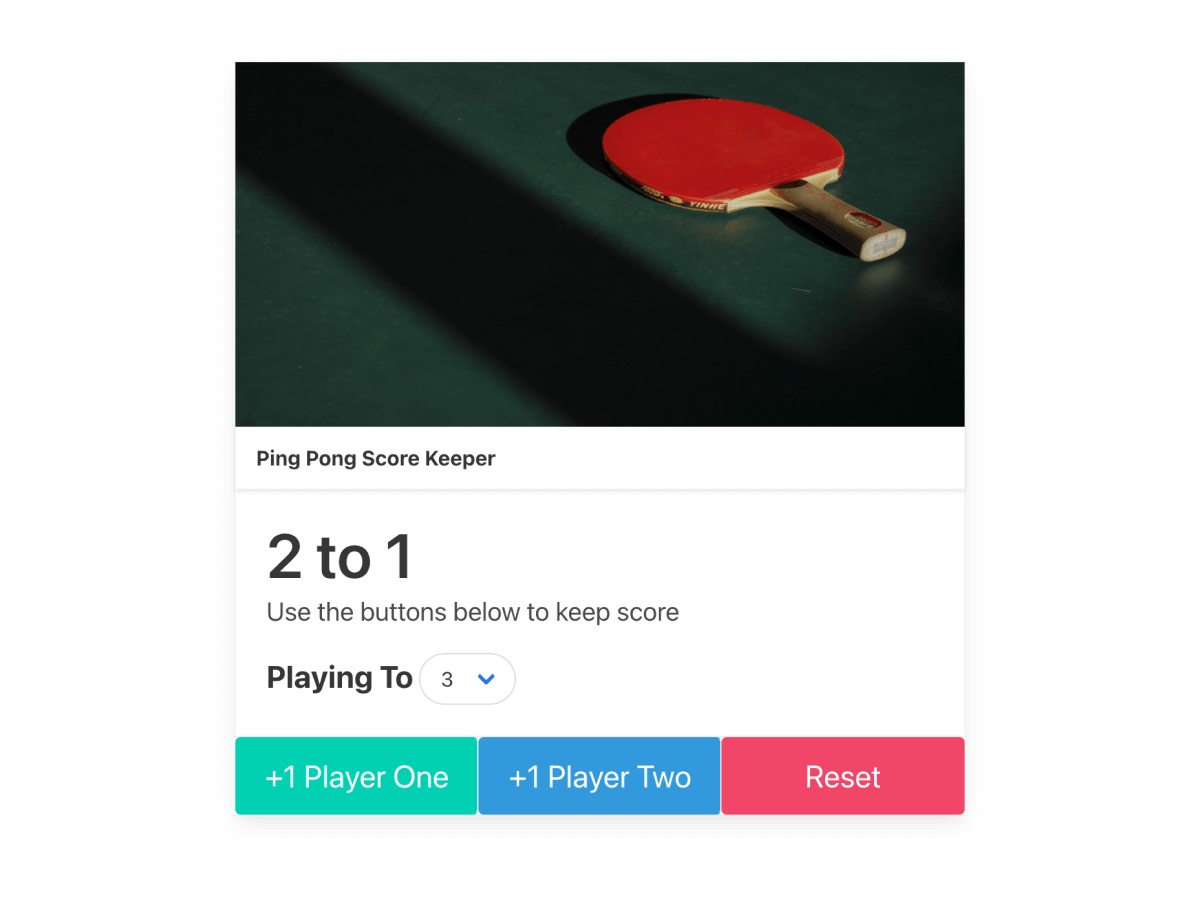 YINHE
Ping Pong Score Keeper
2 to 1
Use the buttons below to keep score
Playing To 3
+1 Player One
+1 Player Two
Reset